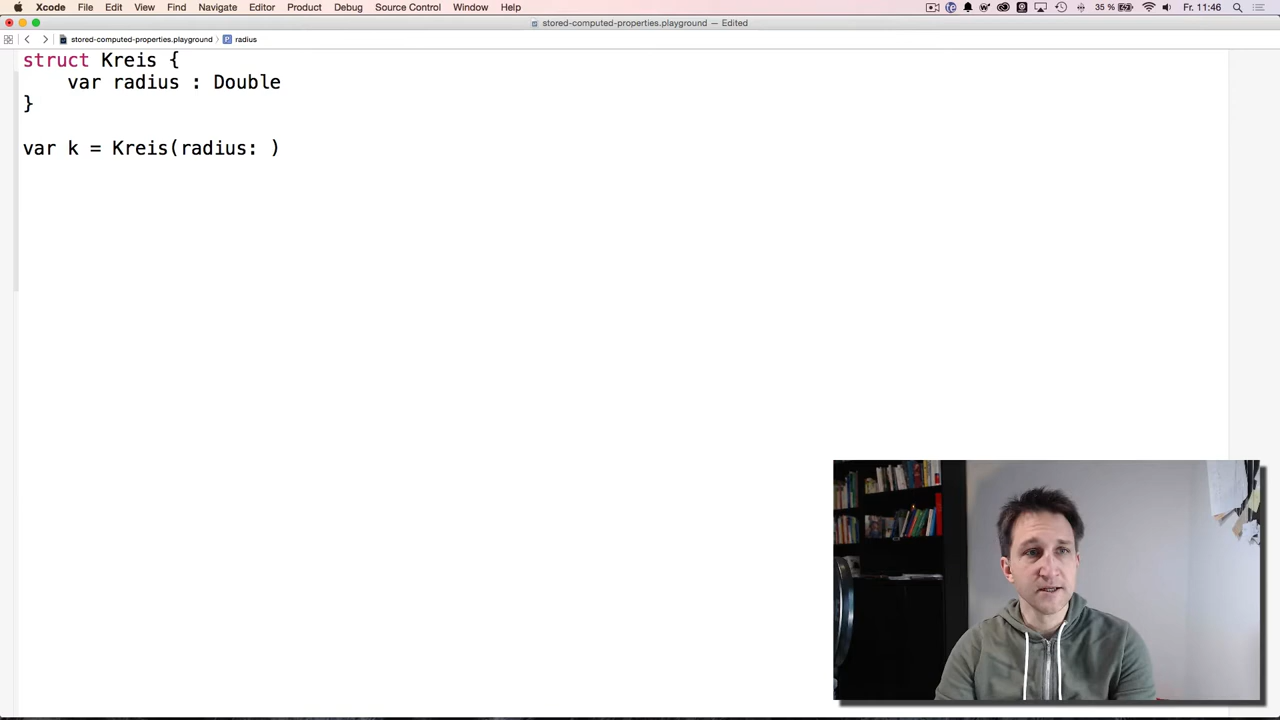 Xcode File Edit View Find Navigate Editor Product Debug Source Control Window Help 35 % Fr. 11:46
stored-computed-properties.playground — Edited
stored-computed-properties.playground radius
struct Kreis {
var radius : Double
}
var k = Kreis(radius: )